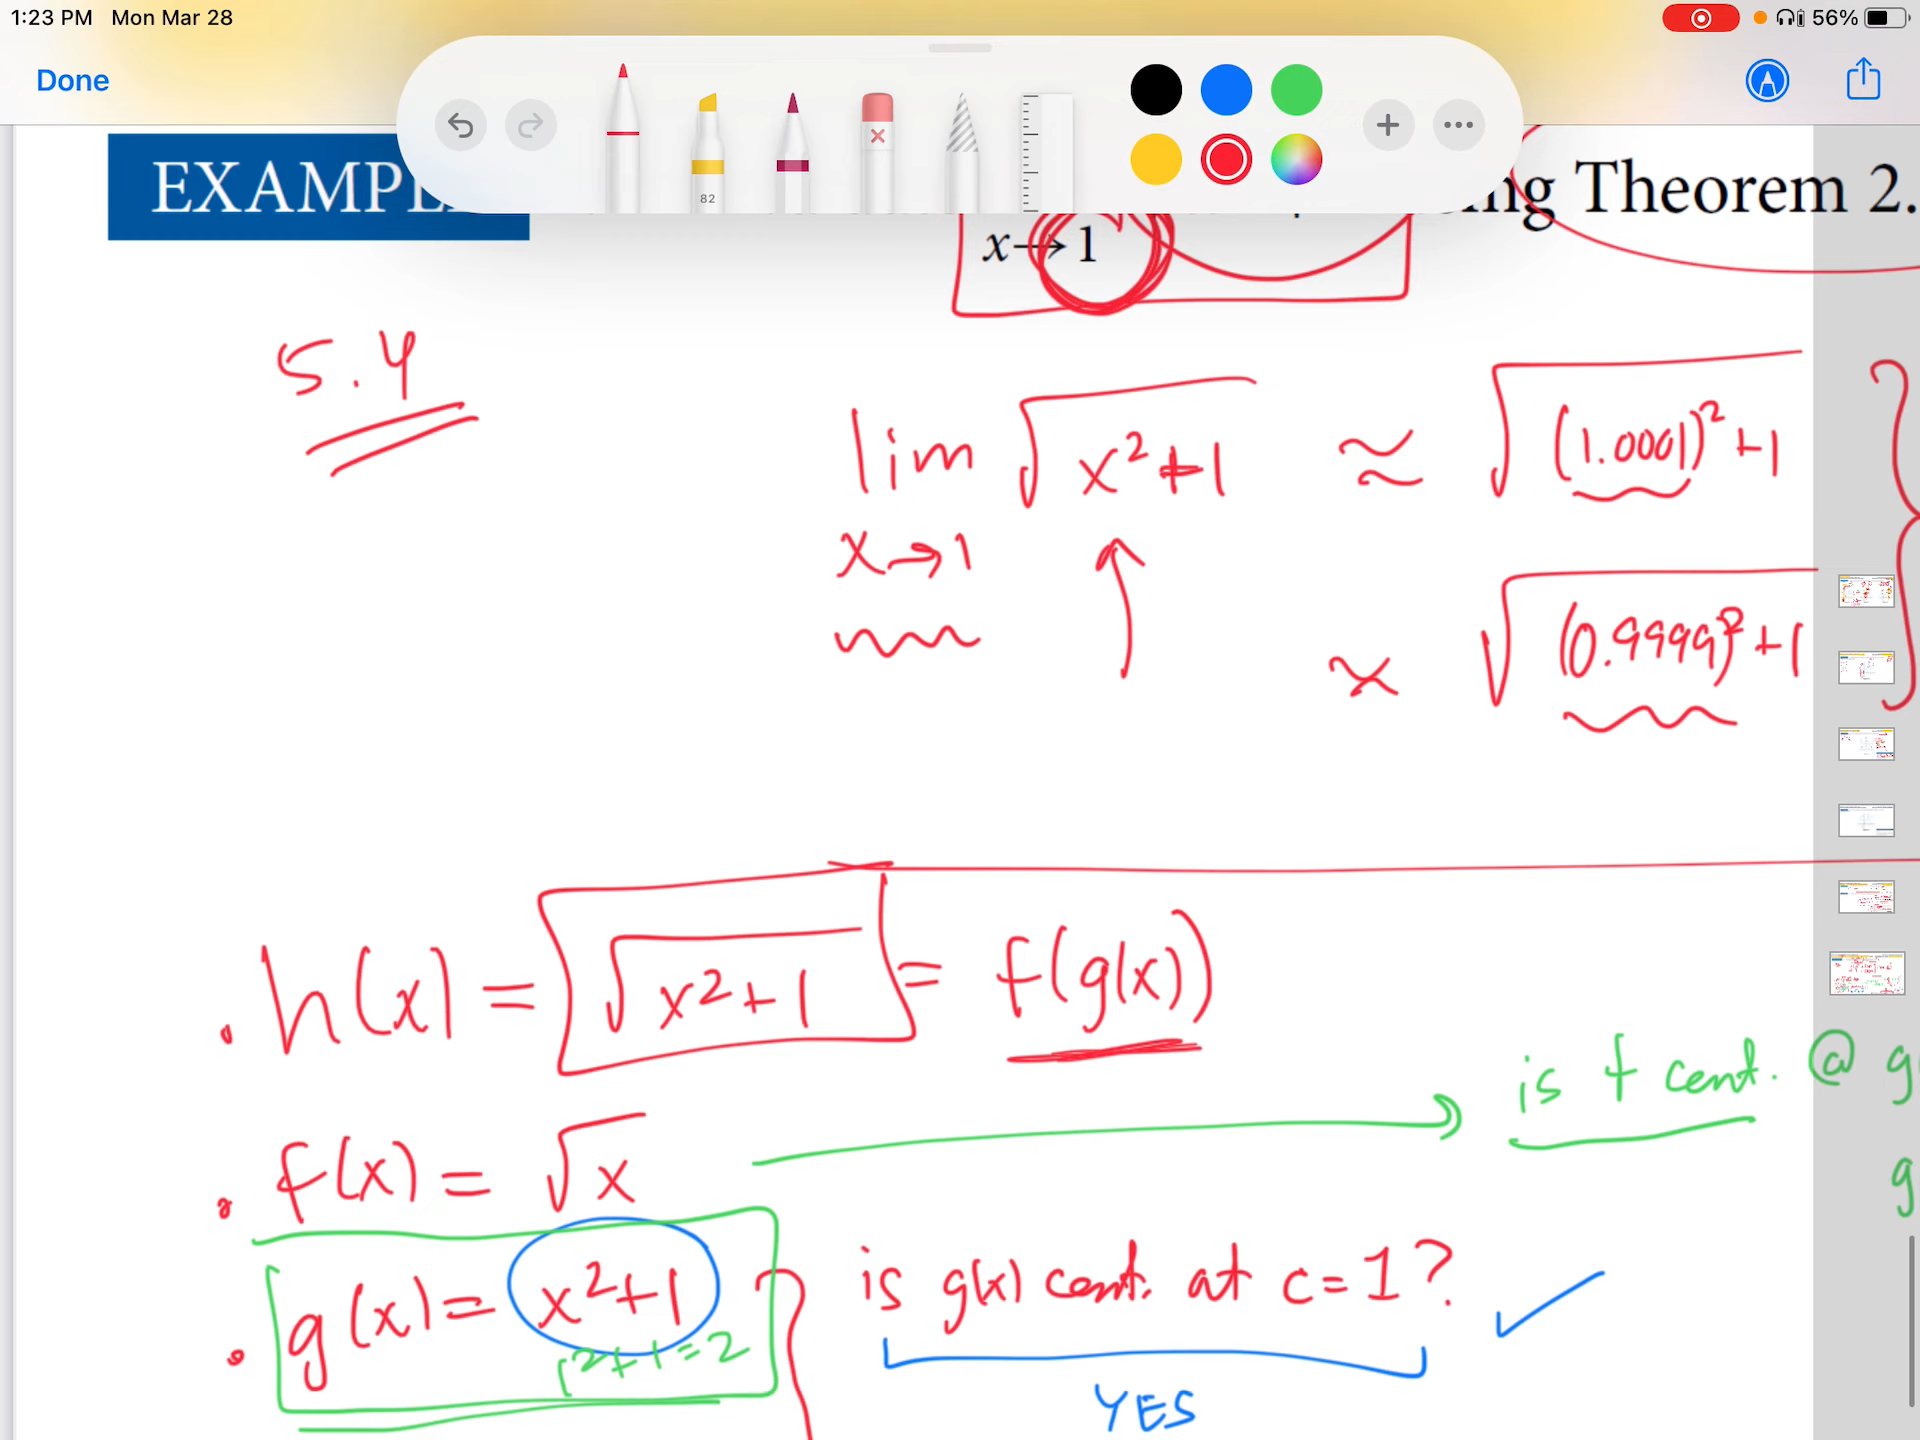 1:23 PM Mon Mar 28
56%
Done
82
EXAMPL
ng Theorem 2.
x→1
5.4
lim √(x²+1) ≈ √((1.0001)²+1)
x→1
≈ √((0.9999)²+1)
• h(x) = √(x²+1) = f(g(x))
is f cont. @ g
• f(x) = √x
g
• g(x) = x²+1
is g(x) cont. at c=1?
1²+1=2
YES